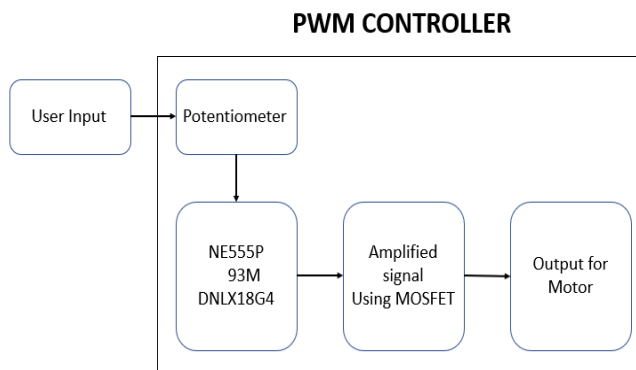 PWM CONTROLLER
User Input
Potentiometer
NE555P
93M
DNLX18G4
Amplified
signal
Using MOSFET
Output for
Motor